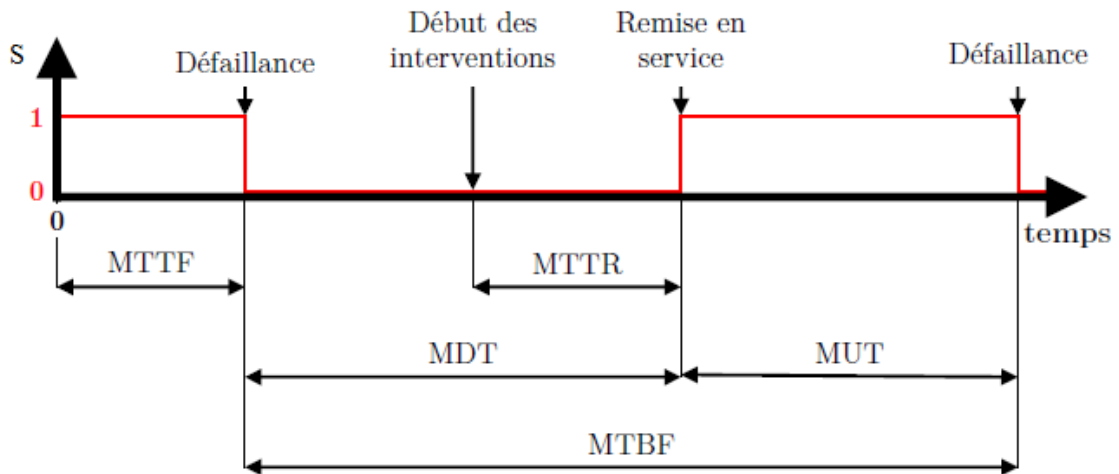 Début des
interventions
Remise en
service
Défaillance
Défaillance
S
1
0
0
temps
MTTF
MTTR
MDT
MUT
MTBF